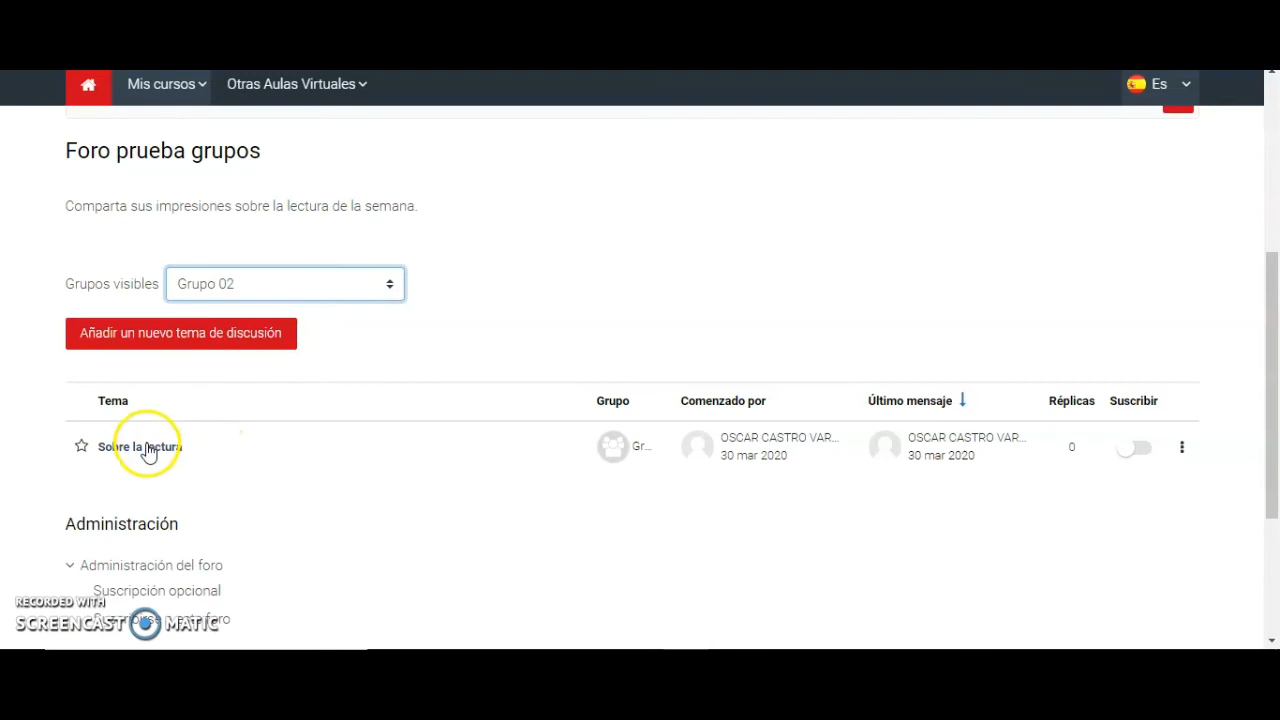 Mis cursos Otras Aulas Virtuales Es
Foro prueba grupos
Comparta sus impresiones sobre la lectura de la semana.
Grupos visibles Grupo 02
Añadir un nuevo tema de discusión
Tema Grupo Comenzado por Último mensaje Réplicas Suscribir
Sobre la lectura Gr... OSCAR CASTRO VAR... 30 mar 2020 OSCAR CASTRO VAR... 30 mar 2020 0
Administración
Administración del foro
Suscripción opcional
RECORDED WITH
SCREENCAST MATIC
foro